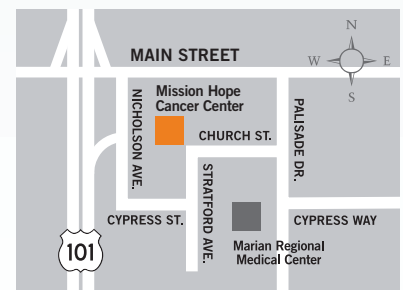 N
MAIN STREET
W
E
S
Mission Hope
Cancer Center
NICHOLSON AVE.
PALISADE DR.
CHURCH ST.
STRATFORD AVE.
CYPRESS ST.
CYPRESS WAY
101
Marian Regional
Medical Center